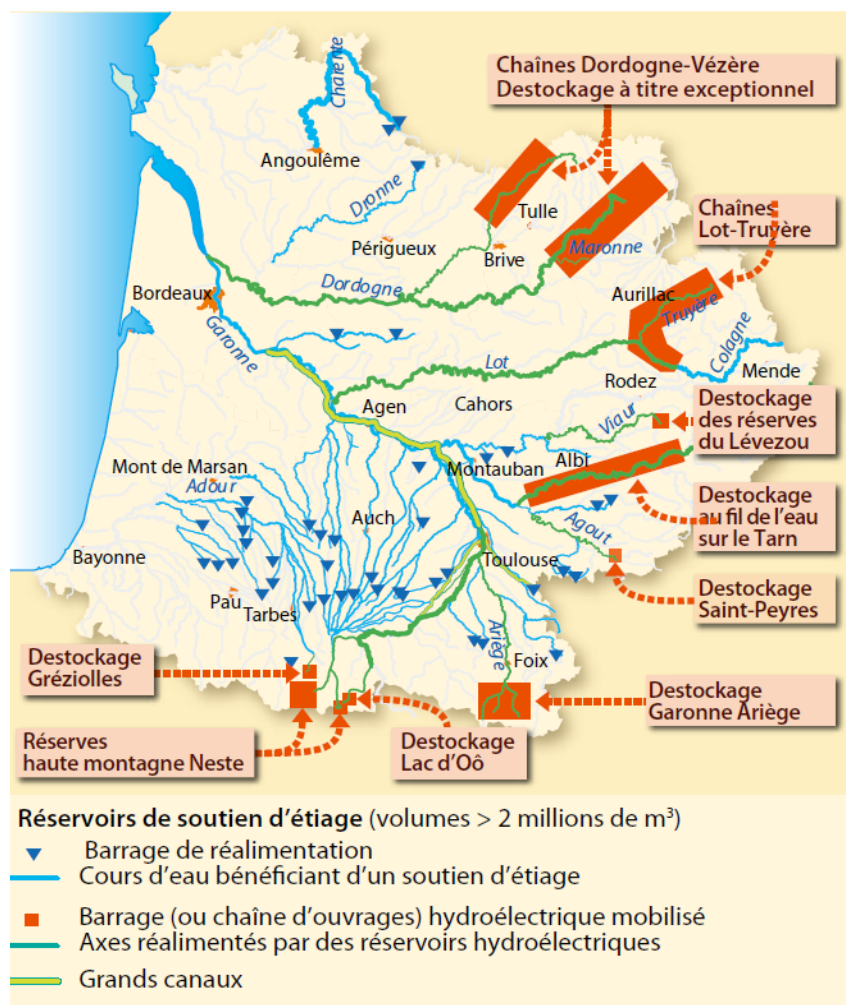 Chaînes Dordogne-Vézère
Destockage à titre exceptionnel
Charente
Angoulême
Dronne
Tulle
Chaînes
Lot-Truyère
Périgueux
Brive
Maronne
Dordogne
Bordeaux
Aurillac
Truyère
Garonne
Colagne
Lot
Mende
Rodez
Agen
Cahors
Destockage
des réserves
du Lévezou
Viaur
Mont de Marsan
Montauban
Albi
Adour
Destockage
au fil de l'eau
sur le Tarn
Auch
Agout
Bayonne
Toulouse
Pau
Tarbes
Destockage
Saint-Peyres
Ariège
Foix
Destockage
Gréziolles
Destockage
Garonne Ariège
Réserves
haute montagne Neste
Destockage
Lac d'Oô
Réservoirs de soutien d'étiage (volumes > 2 millions de m³)
Barrage de réalimentation
Cours d'eau bénéficiant d'un soutien d'étiage
Barrage (ou chaîne d'ouvrages) hydroélectrique mobilisé
Axes réalimentés par des réservoirs hydroélectriques
Grands canaux